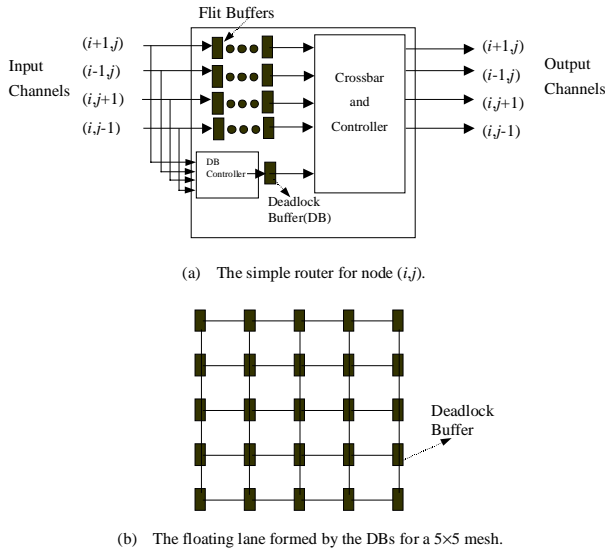 Flit Buffers
Input
Channels
(i+1,j)
(i-1,j)
(i,j+1)
(i,j-1)
Crossbar
and
Controller
(i+1,j)
(i-1,j)
(i,j+1)
(i,j-1)
Output
Channels
DB
Controller
Deadlock
Buffer(DB)
(a) The simple router for node (i,j).
Deadlock
Buffer
(b) The floating lane formed by the DBs for a 5×5 mesh.